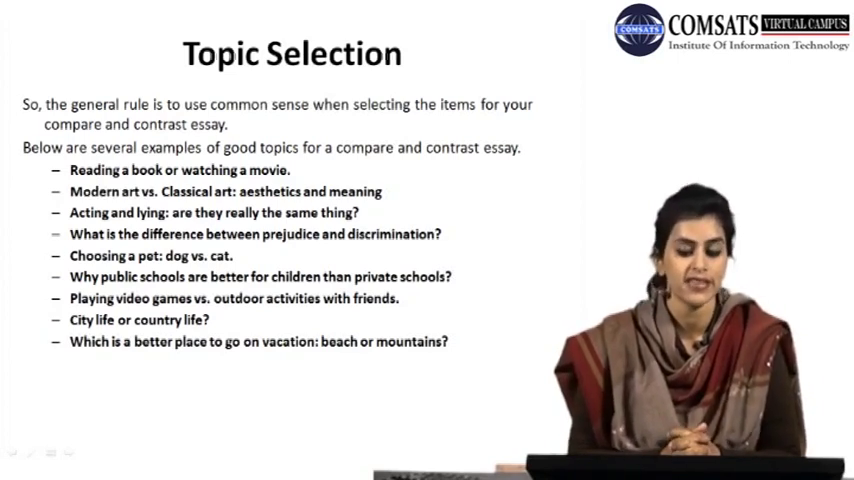 COMSATS VIRTUAL CAMPUS
COMSATS
Institute Of Information Technology
Topic Selection
So, the general rule is to use common sense when selecting the items for your
compare and contrast essay.
Below are several examples of good topics for a compare and contrast essay.
– Reading a book or watching a movie.
– Modern art vs. Classical art: aesthetics and meaning
– Acting and lying: are they really the same thing?
– What is the difference between prejudice and discrimination?
– Choosing a pet: dog vs. cat.
– Why public schools are better for children than private schools?
– Playing video games vs. outdoor activities with friends.
– City life or country life?
– Which is a better place to go on vacation: beach or mountains?